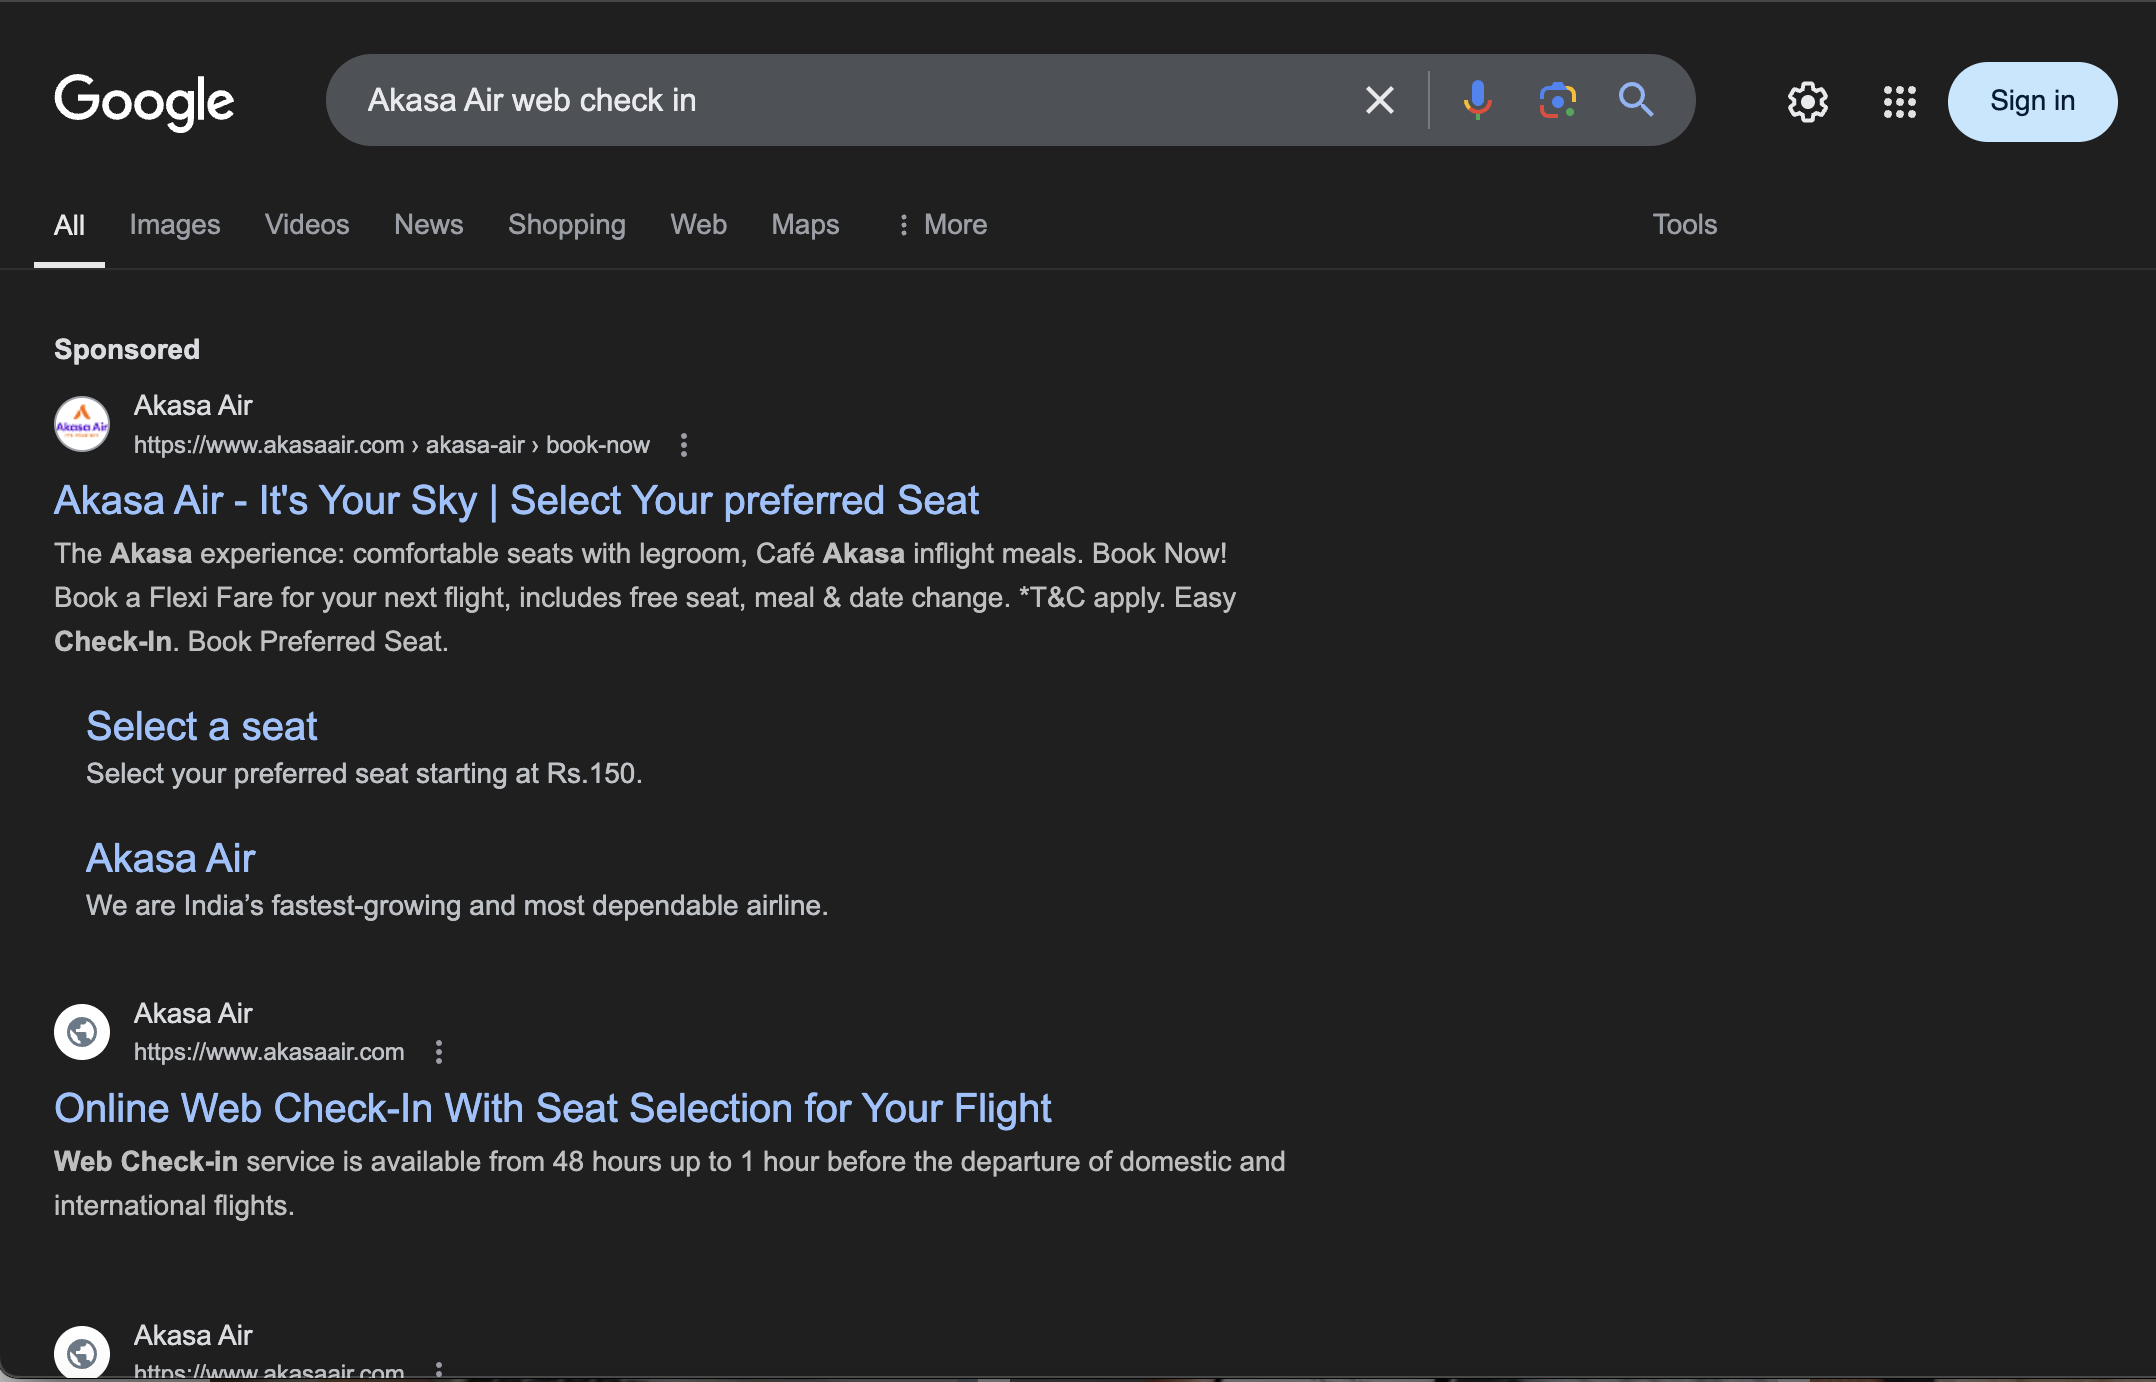 Google
Akasa Air web check in
Sign in
All Images Videos News Shopping Web Maps More Tools
Sponsored
Akasa Air
Akasa Air
https://www.akasaair.com › akasa-air › book-now
Akasa Air - It's Your Sky | Select Your preferred Seat
The Akasa experience: comfortable seats with legroom, Café Akasa inflight meals. Book Now!
Book a Flexi Fare for your next flight, includes free seat, meal & date change. *T&C apply. Easy
Check-In. Book Preferred Seat.
Select a seat
Select your preferred seat starting at Rs.150.
Akasa Air
We are India’s fastest-growing and most dependable airline.
Akasa Air
https://www.akasaair.com
Online Web Check-In With Seat Selection for Your Flight
Web Check-in service is available from 48 hours up to 1 hour before the departure of domestic and
international flights.
Akasa Air
https://www.akasaair.com